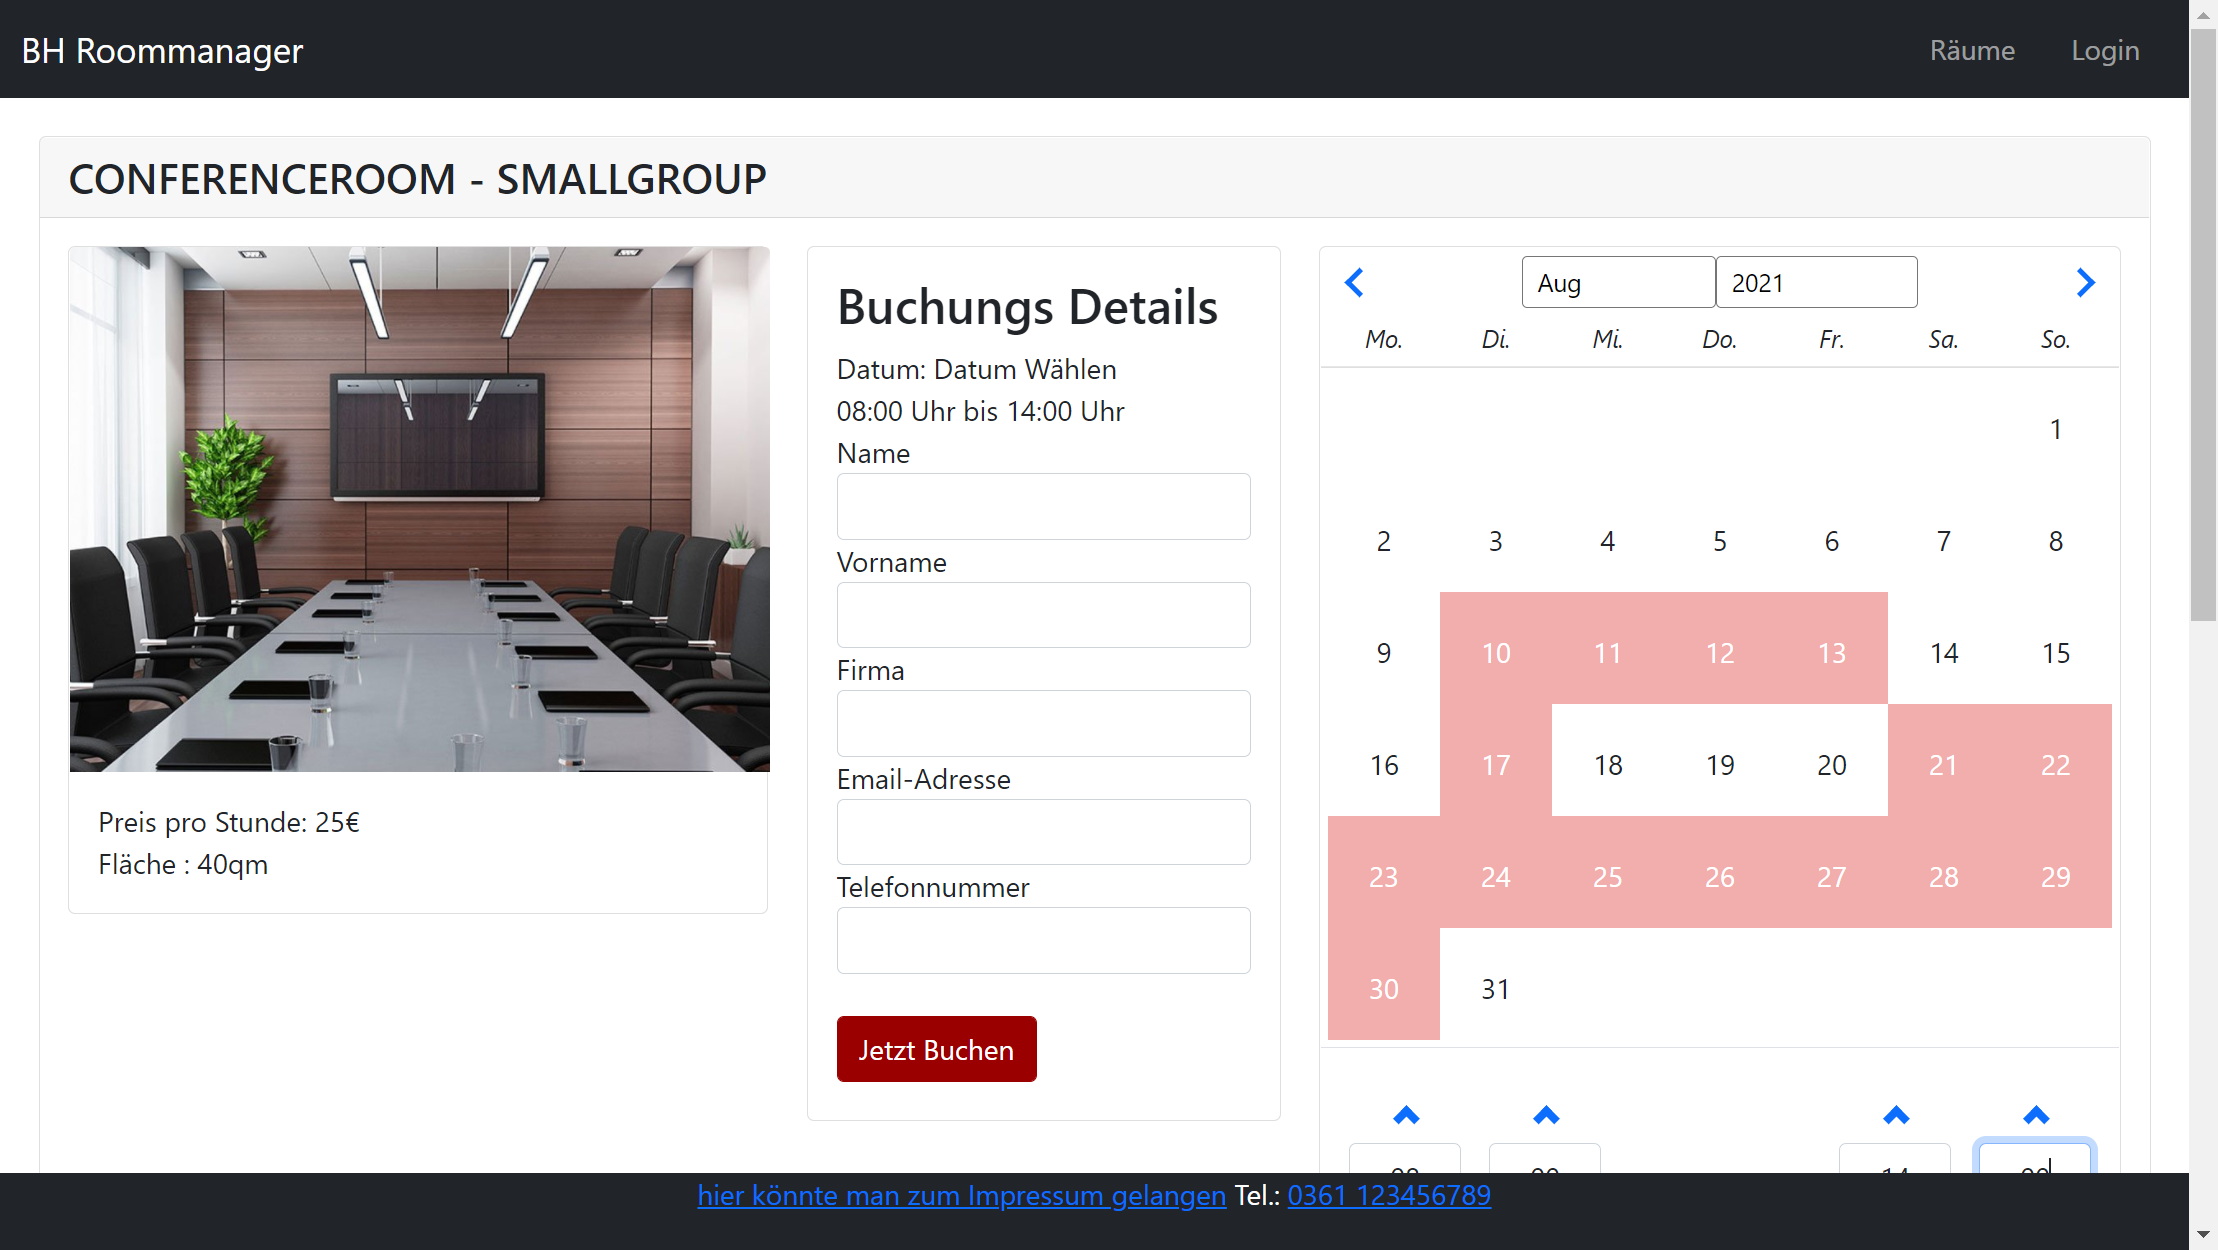 BH Roommanager
Räume Login
CONFERENCEROOM - SMALLGROUP
Preis pro Stunde: 25€
Fläche : 40qm
Buchungs Details
Datum: Datum Wählen
08:00 Uhr bis 14:00 Uhr
Name
Vorname
Firma
Email-Adresse
Telefonnummer
Jetzt Buchen
Aug 2021
Mo. Di. Mi. Do. Fr. Sa. So.
1
2 3 4 5 6 7 8
9 10 11 12 13 14 15
16 17 18 19 20 21 22
23 24 25 26 27 28 29
30 31
hier könnte man zum Impressum gelangen Tel.: 0361 123456789